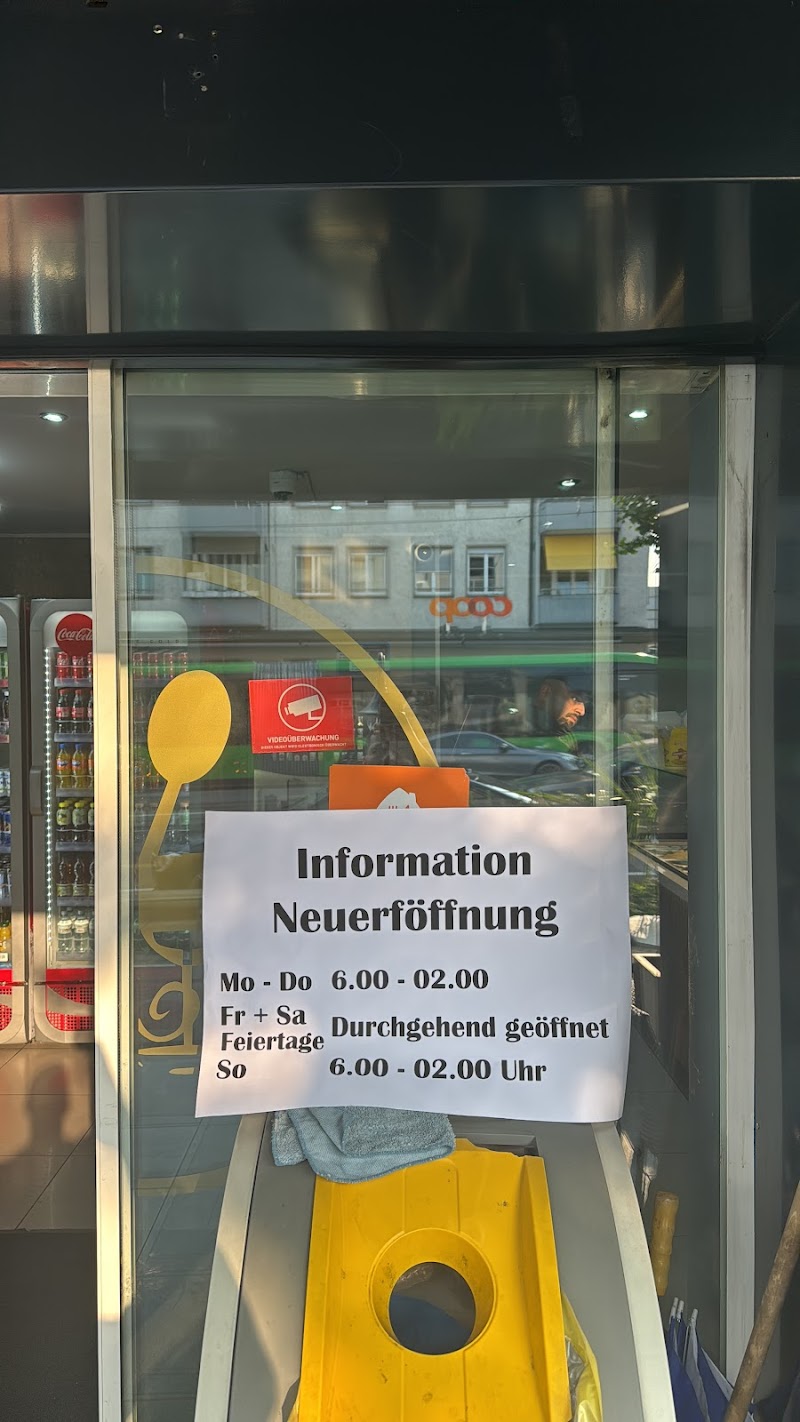 Coca-Cola
coop
VIDEOÜBERWACHUNG
Information
Neuerföffnung
Mo - Do 6.00 - 02.00
Fr + Sa
Feiertage Durchgehend geöffnet
So 6.00 - 02.00 Uhr